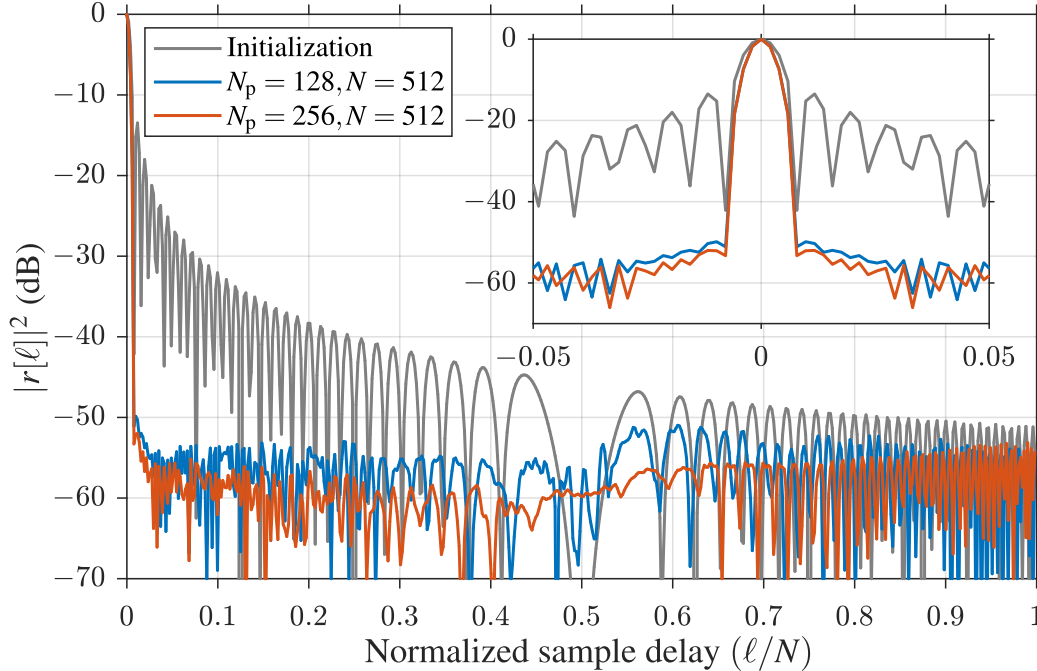 0
−10
−20
−30
−40
−50
−60
−70
|r[ℓ]|² (dB)
Initialization
Nₚ = 128, N = 512
Nₚ = 256, N = 512
0
−20
−40
−60
−0.05 0 0.05
0 0.1 0.2 0.3 0.4 0.5 0.6 0.7 0.8 0.9 1
Normalized sample delay (ℓ/N)